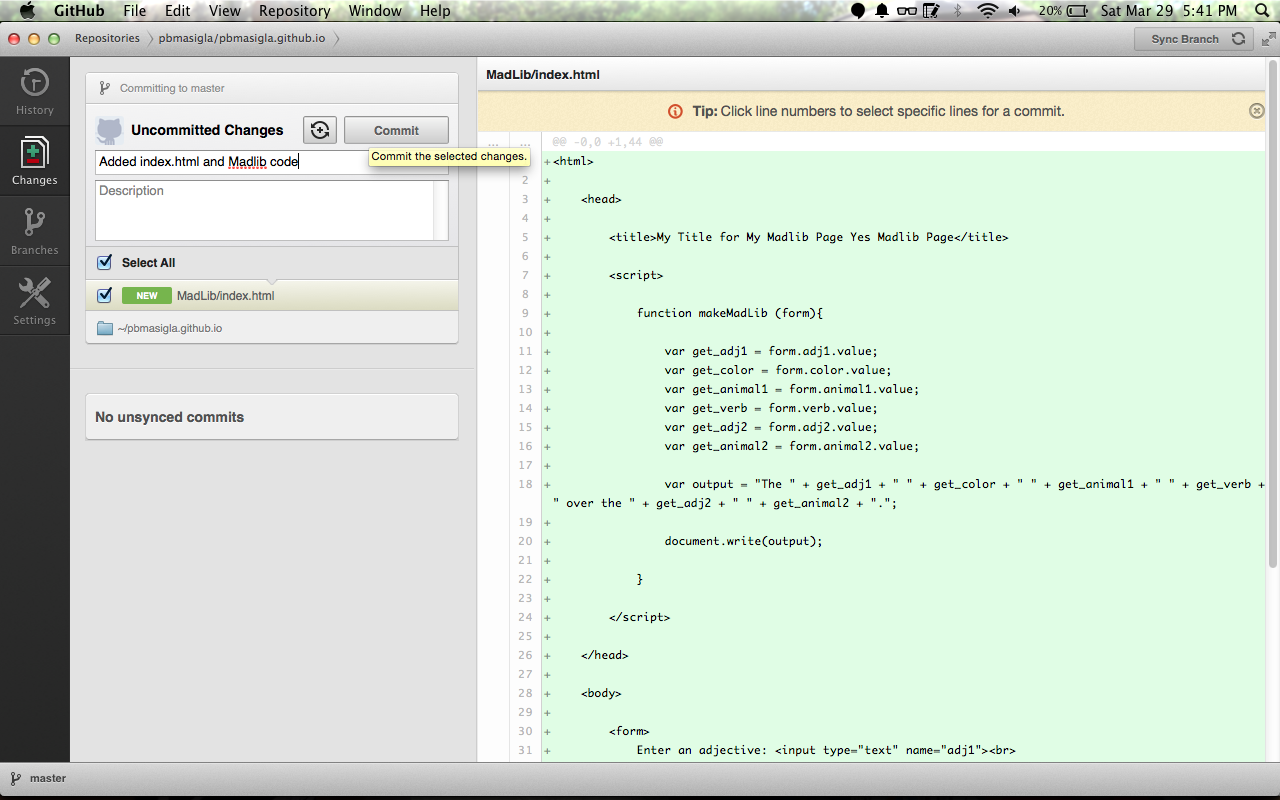 GitHub File Edit View Repository Window Help 20% Sat Mar 29 5:41 PM
Repositories pbmasigla/pbmasigla.github.io Sync Branch
History
Changes
Branches
Settings
Committing to master
Uncommitted Changes Commit
Added index.html and Madlib code
Commit the selected changes.
Description
Select All
NEW MadLib/index.html
~/pbmasigla.github.io
No unsynced commits
MadLib/index.html
Tip: Click line numbers to select specific lines for a commit.
... ... @@ -0,0 +1,44 @@
+<html>
2 +
3 + <head>
4 +
5 + <title>My Title for My Madlib Page Yes Madlib Page</title>
6 +
7 + <script>
8 +
9 + function makeMadLib (form){
10 +
11 + var get_adj1 = form.adj1.value;
12 + var get_color = form.color.value;
13 + var get_animal1 = form.animal1.value;
14 + var get_verb = form.verb.value;
15 + var get_adj2 = form.adj2.value;
16 + var get_animal2 = form.animal2.value;
17 +
18 + var output = "The " + get_adj1 + " " + get_color + " " + get_animal1 + " " + get_verb +
" over the " + get_adj2 + " " + get_animal2 + ".";
19 +
20 + document.write(output);
21 +
22 + }
23 +
24 + </script>
25 +
26 + </head>
27 +
28 + <body>
29 +
30 + <form>
31 + Enter an adjective: <input type="text" name="adj1"><br>
master